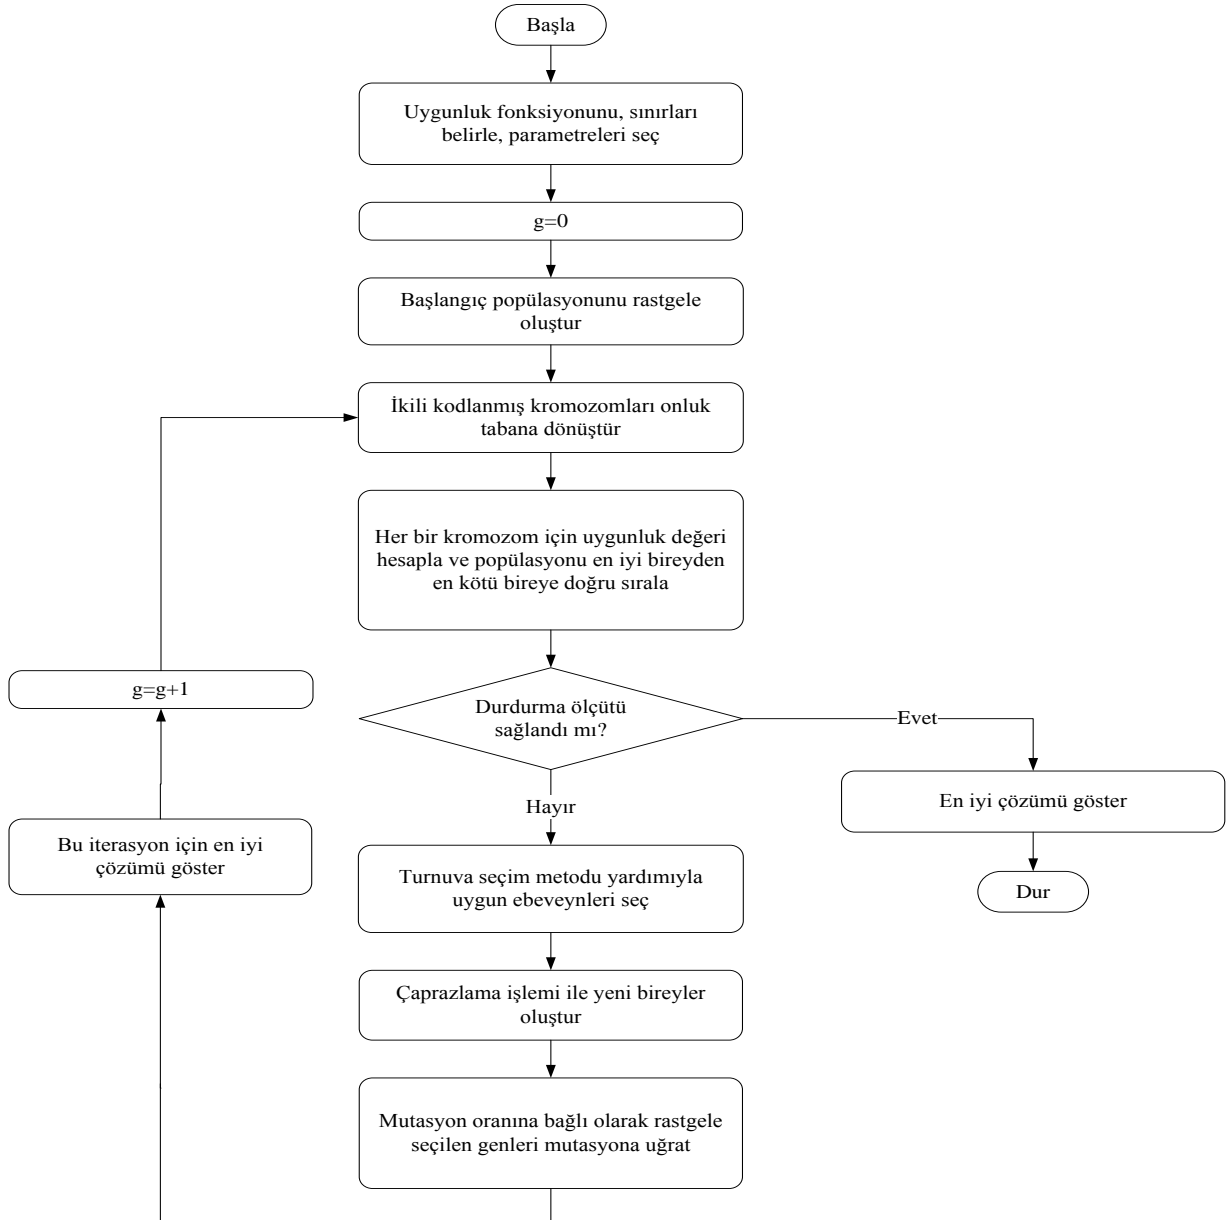 Başla
Uygunluk fonksiyonunu, sınırları
belirle, parametreleri seç
g=0
Başlangıç popülasyonunu rastgele
oluştur
İkili kodlanmış kromozomları onluk
tabana dönüştür
Her bir kromozom için uygunluk değeri
hesapla ve popülasyonu en iyi bireyden
en kötü bireye doğru sırala
g=g+1
Durdurma ölçütü
sağlandı mı?
Evet
Hayır
En iyi çözümü göster
Bu iterasyon için en iyi
çözümü göster
Turnuva seçim metodu yardımıyla
uygun ebeveynleri seç
Dur
Çaprazlama işlemi ile yeni bireyler
oluştur
Mutasyon oranına bağlı olarak rastgele
seçilen genleri mutasyona uğrat